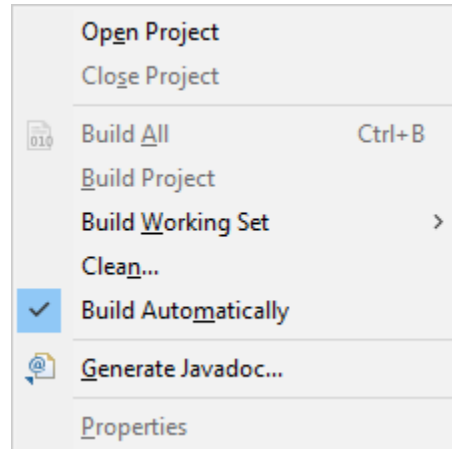 Open Project
Close Project
Build All Ctrl+B
Build Project
Build Working Set
Clean...
Build Automatically
Generate Javadoc...
Properties